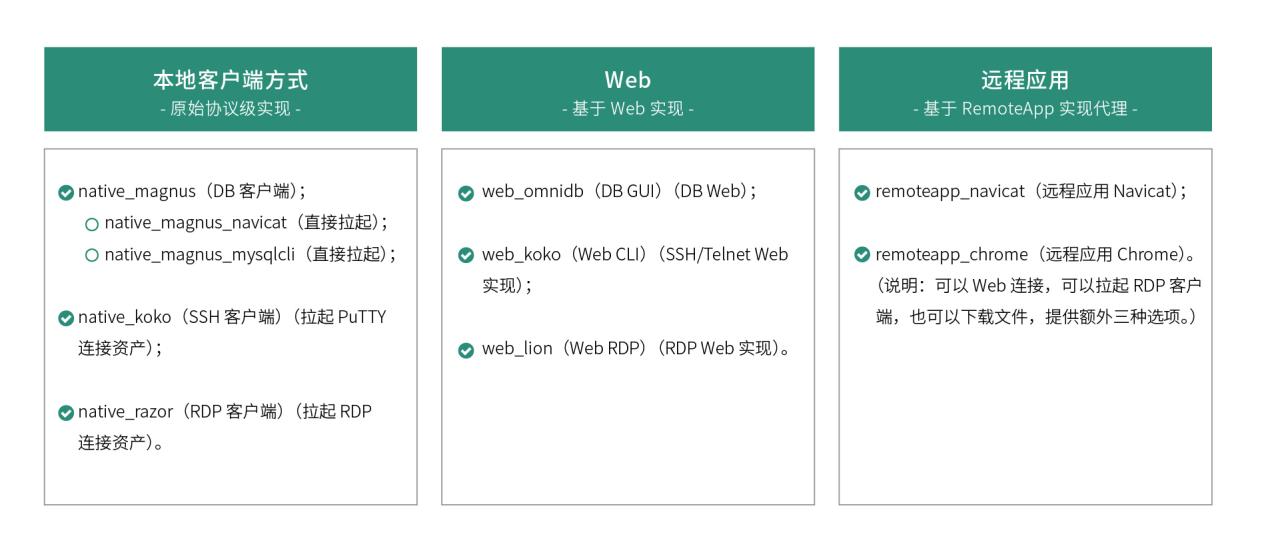 本地客户端方式
- 原始协议级实现 -
native_magnus（DB 客户端）；
native_magnus_navicat（直接拉起）；
native_magnus_mysqlcli（直接拉起）；
native_koko（SSH 客户端）（拉起 PuTTY
连接资产）；
native_razor（RDP 客户端）（拉起 RDP
连接资产）。
Web
- 基于 Web 实现 -
web_omnidb（DB GUI）（DB Web）；
web_koko（Web CLI）（SSH/Telnet Web
实现）；
web_lion（Web RDP）（RDP Web 实现）。
远程应用
- 基于 RemoteApp 实现代理 -
remoteapp_navicat（远程应用 Navicat）；
remoteapp_chrome（远程应用 Chrome）。
（说明：可以 Web 连接，可以拉起 RDP 客户
端，也可以下载文件，提供额外三种选项。）